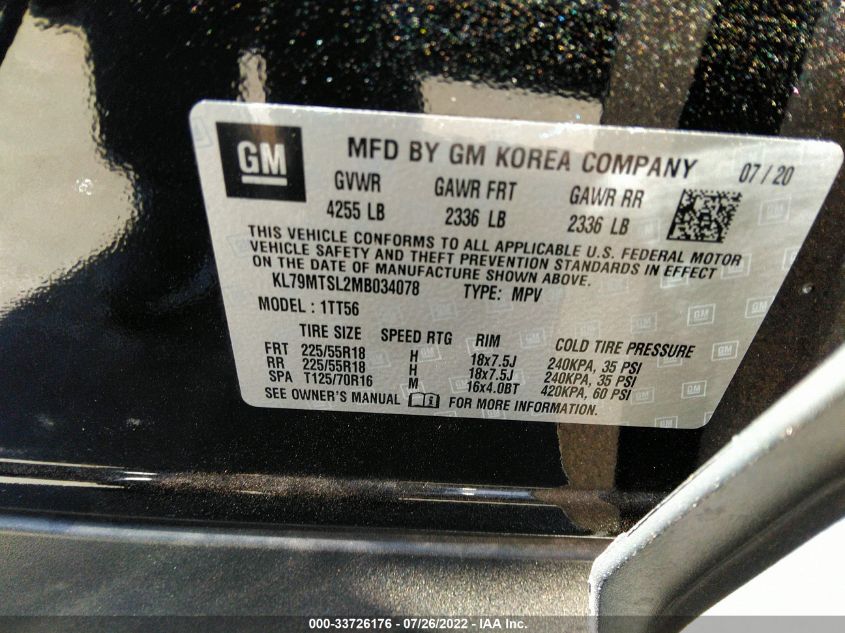 GM
MFD BY GM KOREA COMPANY 07/20
GVWR GAWR FRT GAWR RR
4255 LB 2336 LB 2336 LB
THIS VEHICLE CONFORMS TO ALL APPLICABLE U.S. FEDERAL MOTOR
VEHICLE SAFETY AND THEFT PREVENTION STANDARDS IN EFFECT
ON THE DATE OF MANUFACTURE SHOWN ABOVE.
KL79MTSL2MB034078 TYPE: MPV
MODEL : 1TT56
TIRE SIZE SPEED RTG RIM COLD TIRE PRESSURE
FRT 225/55R18 H 18x7.5J 240KPA, 35 PSI
RR 225/55R18 H 18x7.5J 240KPA, 35 PSI
SPA T125/70R16 M 16x4.0BT 420KPA, 60 PSI
SEE OWNER'S MANUAL FOR MORE INFORMATION.
000-33726176 - 07/26/2022 - IAA Inc.